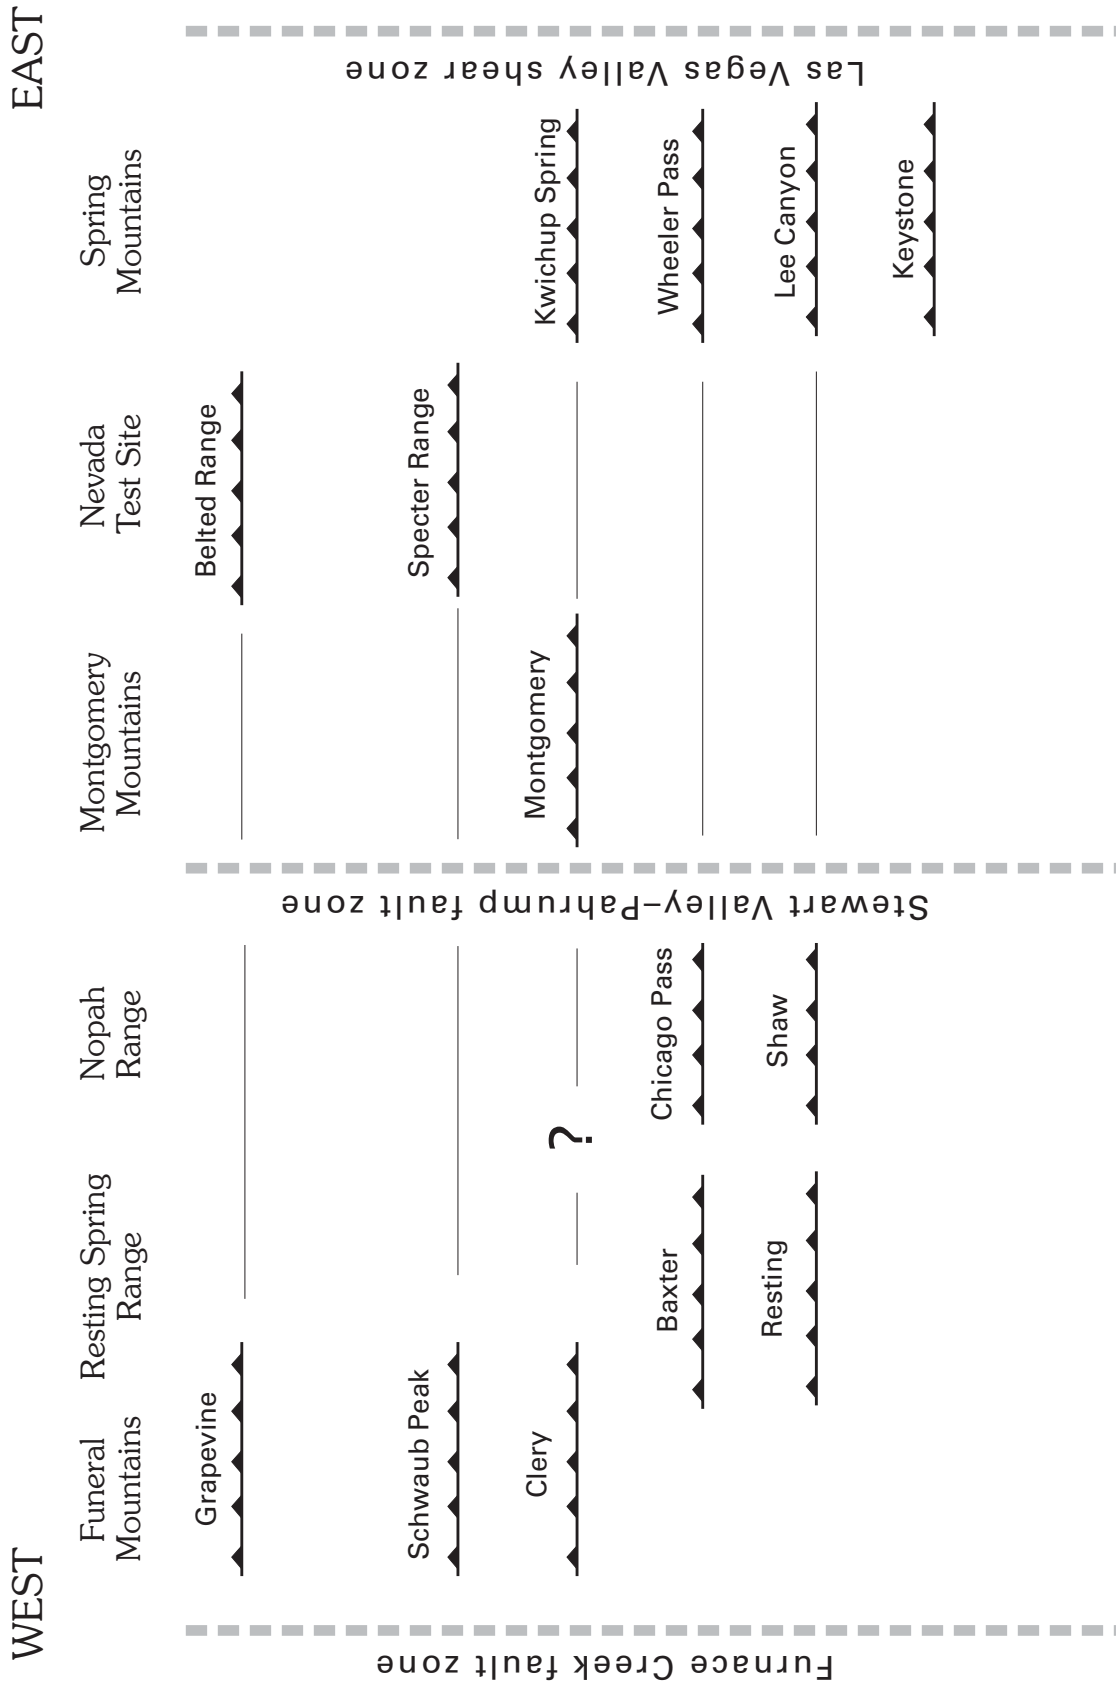 WEST
EAST
Funeral
Mountains
Resting Spring
Range
Nopah
Range
Montgomery
Mountains
Nevada
Test Site
Spring
Mountains
Furnace Creek fault zone
Stewart Valley–Pahrump fault zone
Las Vegas Valley shear zone
Grapevine
Belted Range
Schwaub Peak
Specter Range
Clery
?
Montgomery
Kwichup Spring
Baxter
Chicago Pass
Wheeler Pass
Resting
Shaw
Lee Canyon
Keystone